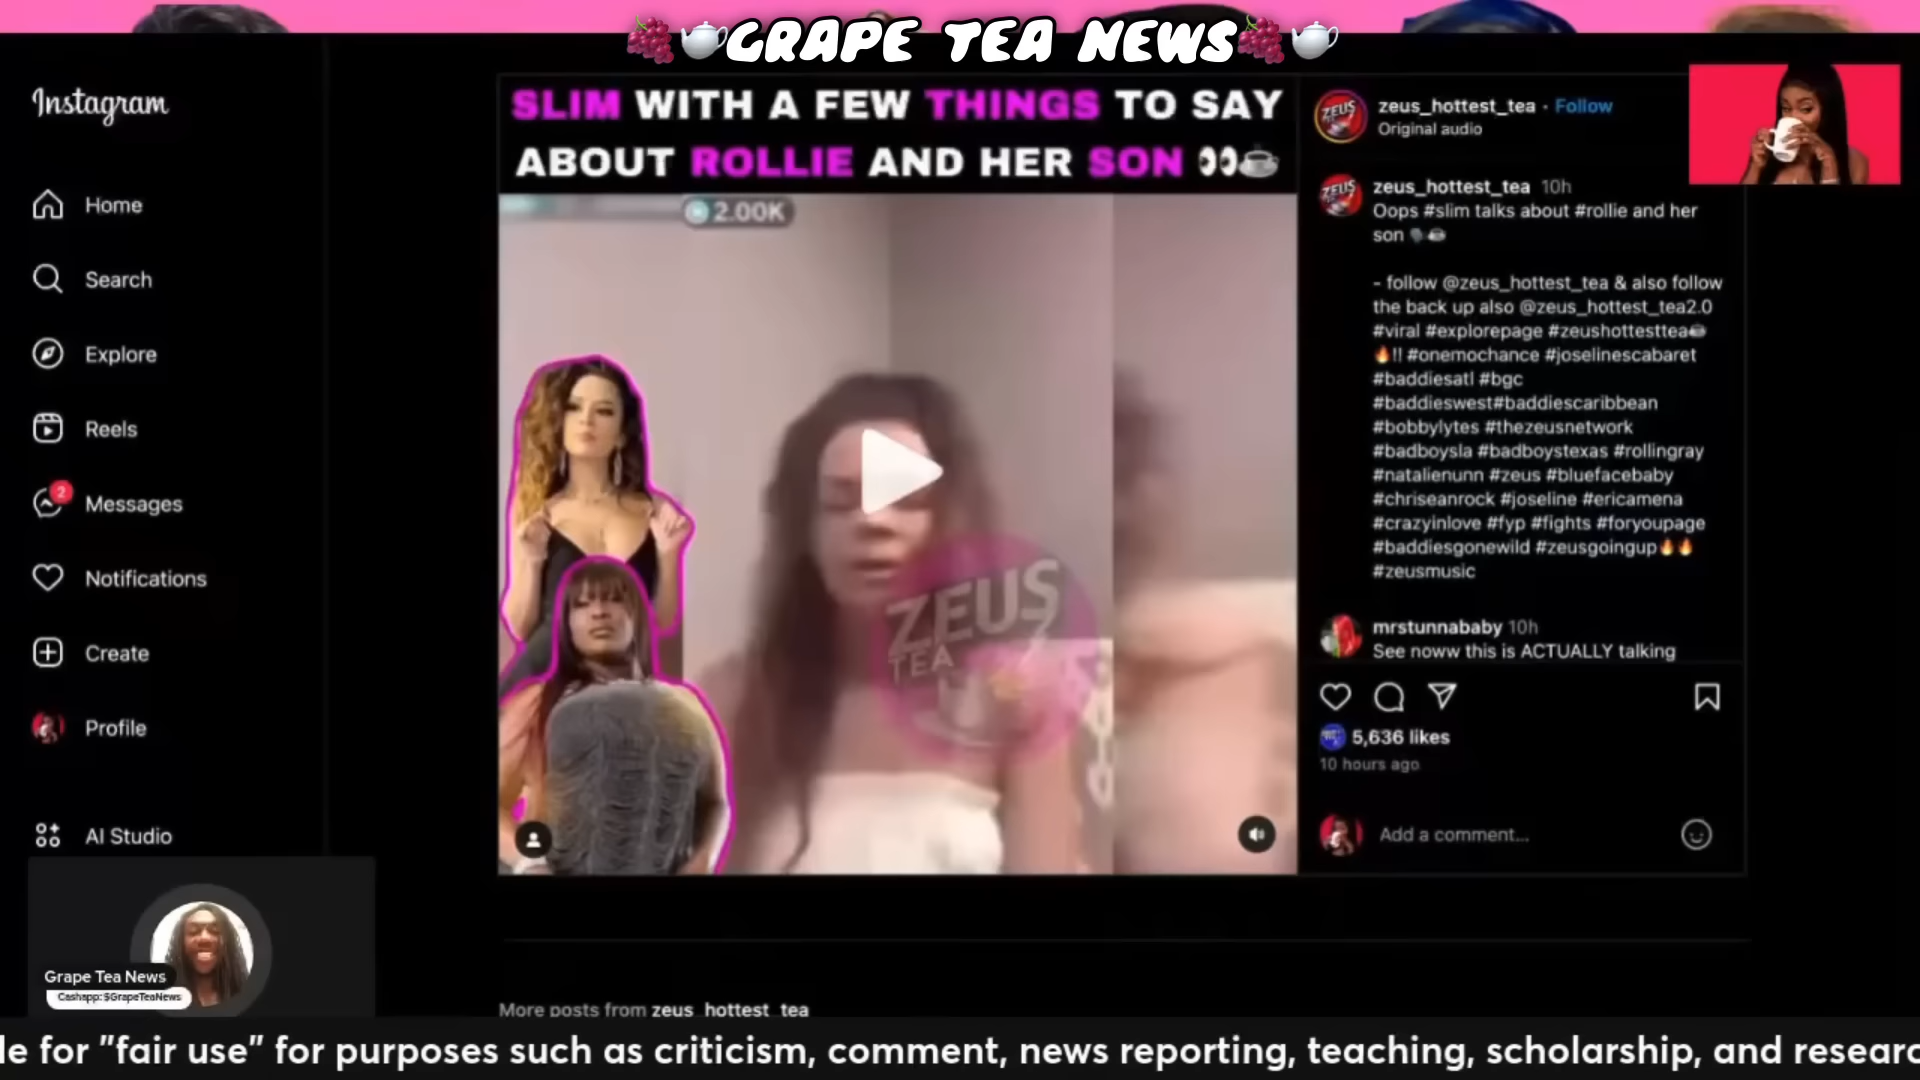 GRAPE TEA NEWS
Instagram
Home
Search
Explore
Reels
2
Messages
Notifications
Create
Profile
AI Studio
SLIM WITH A FEW THINGS TO SAY
ABOUT ROLLIE AND HER SON 👀☕
2.00K
ZEUS
TEA
zeus_hottest_tea · Follow
Original audio
zeus_hottest_tea 10h
Oops #slim talks about #rollie and her
son 🗣☕
- follow @zeus_hottest_tea & also follow
the back up also @zeus_hottest_tea2.0
#viral #explorepage #zeushottesttea☕
🔥!! #onemochance #joselinescabaret
#baddiesatl #bgc
#baddieswest#baddiescaribbean
#bobbylytes #thezeusnetwork
#badboysla #badboystexas #rollingray
#natalienunn #zeus #bluefacebaby
#chriseanrock #joseline #ericamena
#crazyinlove #fyp #fights #foryoupage
#baddiesgonewild #zeusgoingup🔥🔥
#zeusmusic
mrstunnababy 10h
See noww this is ACTUALLY talking
5,636 likes
10 hours ago
Add a comment...
Grape Tea News
Cashapp: $GrapeTeaNews
More posts from zeus_hottest_tea
le for "fair use" for purposes such as criticism, comment, news reporting, teaching, scholarship, and researc